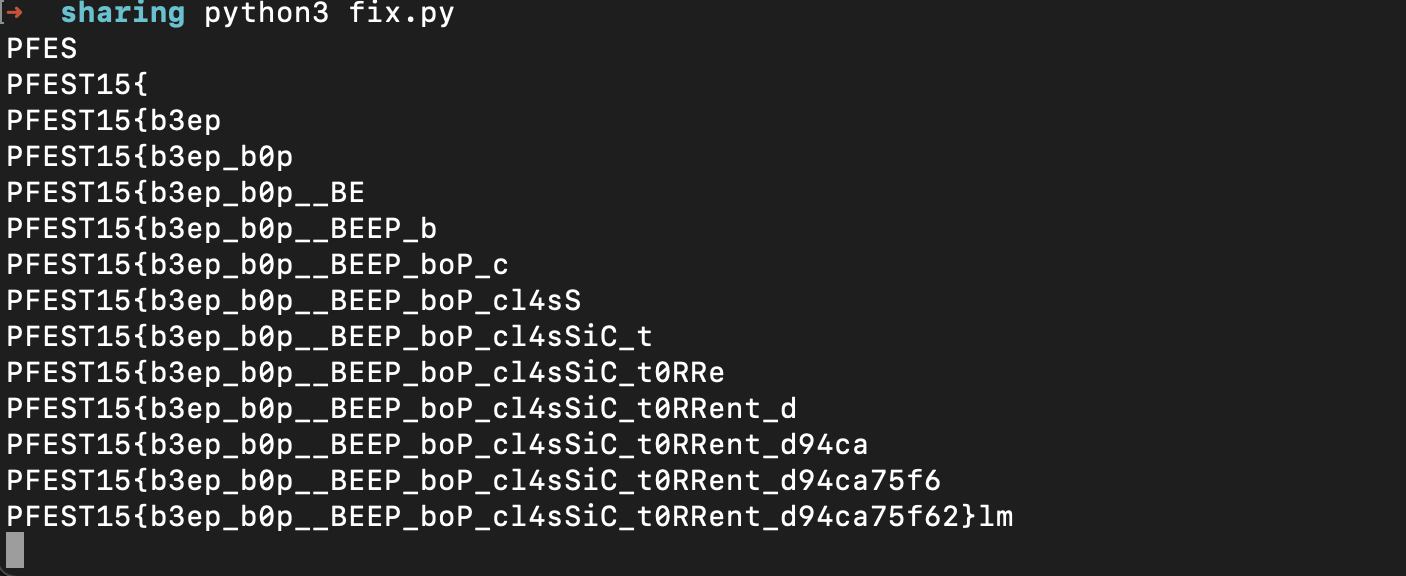 → sharing python3 fix.py
PFES
PFEST15{
PFEST15{b3ep
PFEST15{b3ep_b0p
PFEST15{b3ep_b0p__BE
PFEST15{b3ep_b0p__BEEP_b
PFEST15{b3ep_b0p__BEEP_boP_c
PFEST15{b3ep_b0p__BEEP_boP_cl4sS
PFEST15{b3ep_b0p__BEEP_boP_cl4sSiC_t
PFEST15{b3ep_b0p__BEEP_boP_cl4sSiC_t0RRe
PFEST15{b3ep_b0p__BEEP_boP_cl4sSiC_t0RRent_d
PFEST15{b3ep_b0p__BEEP_boP_cl4sSiC_t0RRent_d94ca
PFEST15{b3ep_b0p__BEEP_boP_cl4sSiC_t0RRent_d94ca75f6
PFEST15{b3ep_b0p__BEEP_boP_cl4sSiC_t0RRent_d94ca75f62}lm